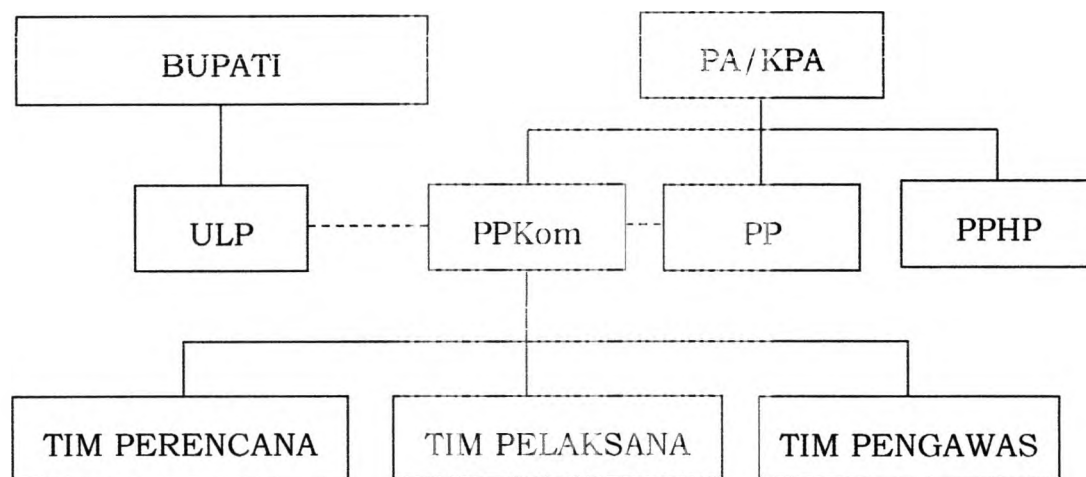 BUPATI
PA/KPA
ULP
PPKom
PP
PPHP
TIM PERENCANA
TIM PELAKSANA
TIM PENGAWAS